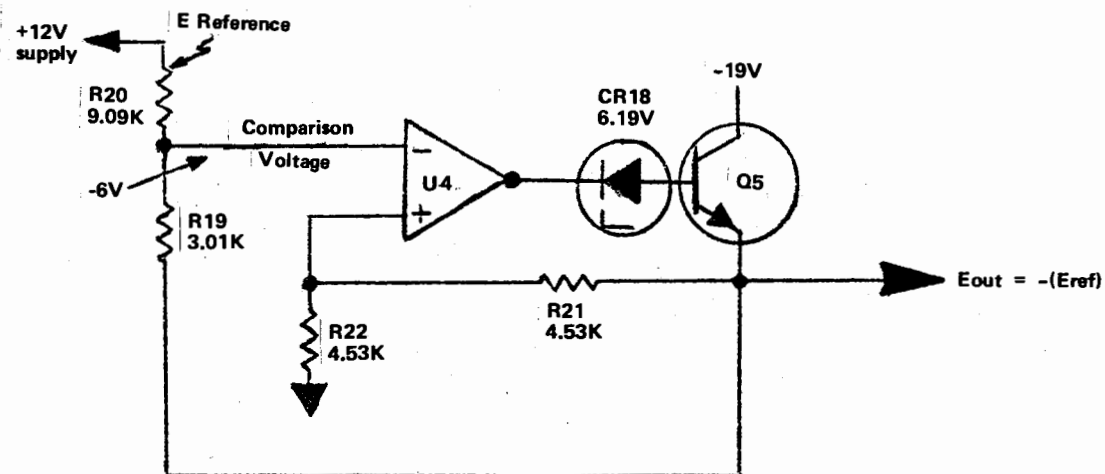 +12V
supply
E Reference
R20
9.09K
Comparison
Voltage
-6V
R19
3.01K
−
+
U4
CR18
6.19V
-19V
Q5
Eout = -(Eref)
R21
4.53K
R22
4.53K